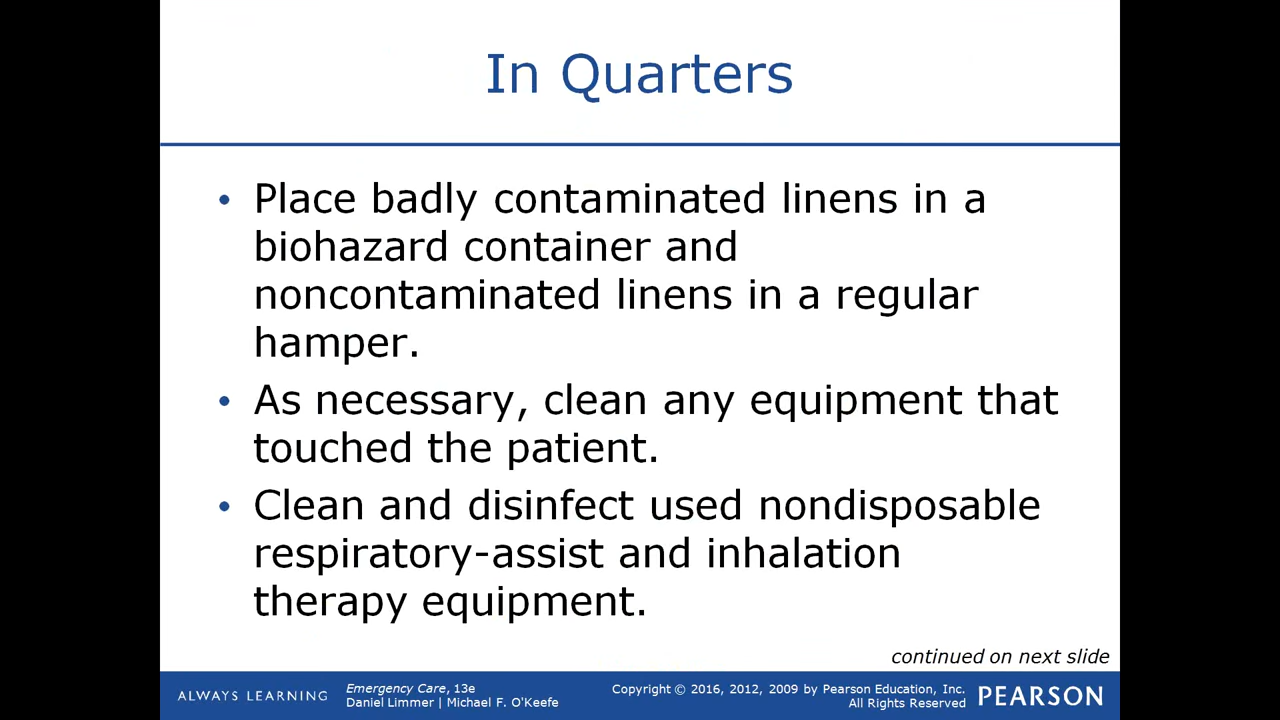 In Quarters
• Place badly contaminated linens in a
biohazard container and
noncontaminated linens in a regular
hamper.
• As necessary, clean any equipment that
touched the patient.
• Clean and disinfect used nondisposable
respiratory-assist and inhalation
therapy equipment.
continued on next slide
ALWAYS LEARNING
Emergency Care, 13e
Daniel Limmer | Michael F. O'Keefe
Copyright © 2016, 2012, 2009 by Pearson Education, Inc.
All Rights Reserved
PEARSON